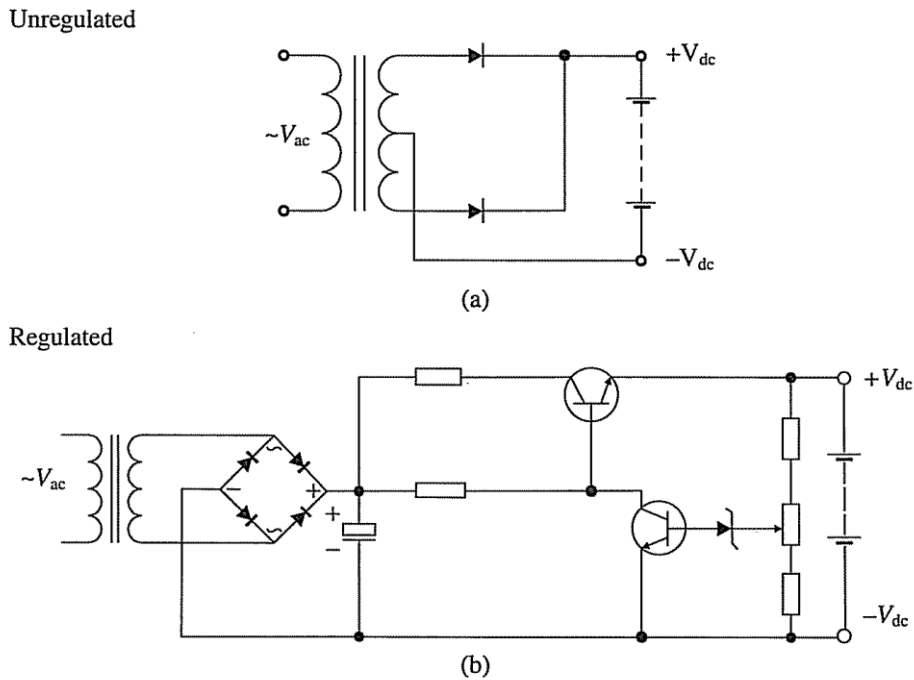 Unregulated
+V_dc
~V_ac
−V_dc
(a)
Regulated
+V_dc
~V_ac
− +
+
−
−V_dc
(b)